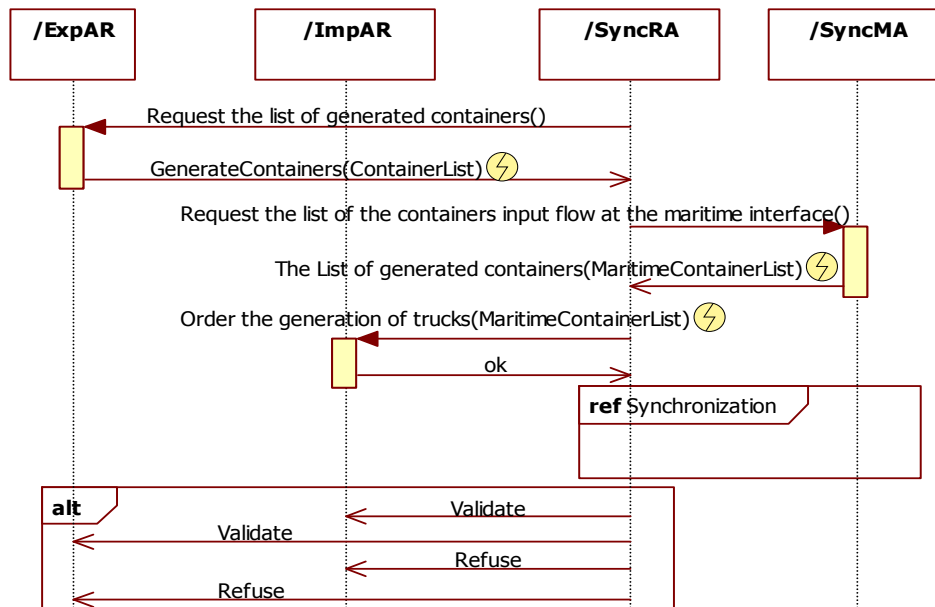 /ExpAR /ImpAR /SyncRA /SyncMA
Request the list of generated containers()
GenerateContainers(ContainerList)
Request the list of the containers input flow at the maritime interface()
The List of generated containers(MaritimeContainerList)
Order the generation of trucks(MaritimeContainerList)
ok
ref Synchronization
alt
Validate
Validate
Refuse
Refuse